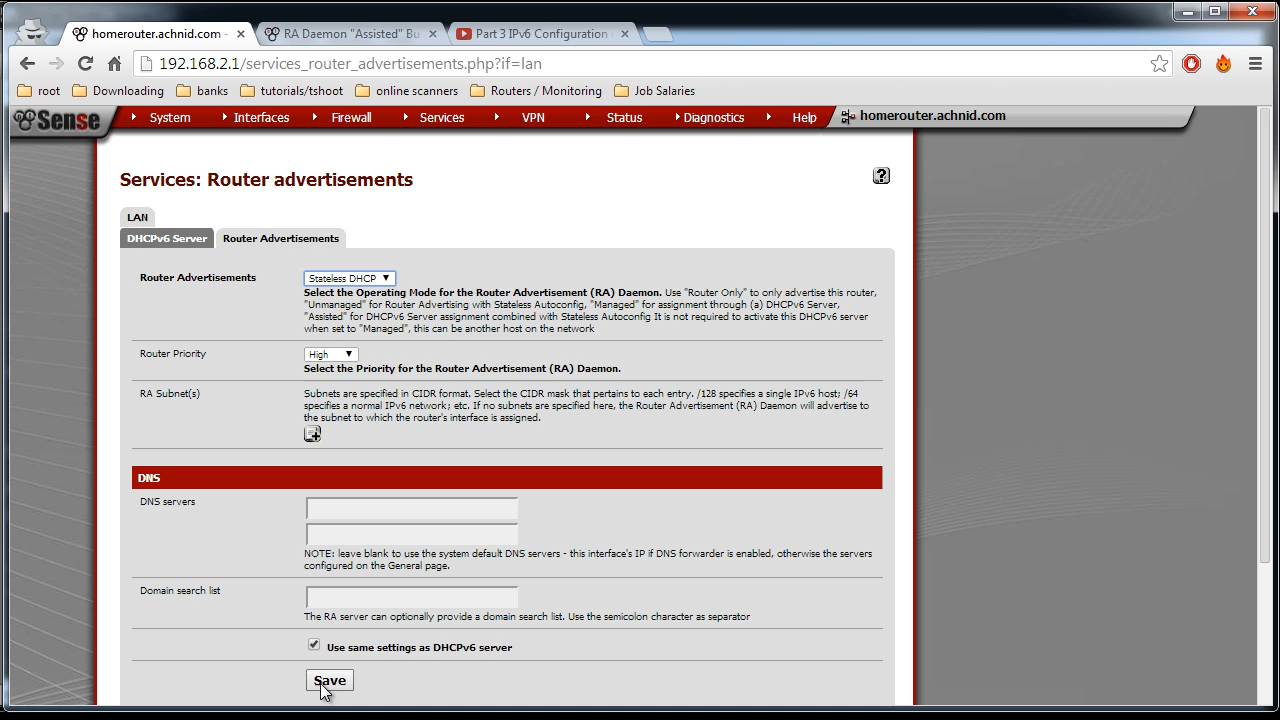 homerouter.achnid.com -
RA Daemon "Assisted" Bu
Part 3 IPv6 Configuration
192.168.2.1/services_router_advertisements.php?if=lan
root
Downloading
banks
tutorials/tshoot
online scanners
Routers / Monitoring
Job Salaries
Sense
System
Interfaces
Firewall
Services
VPN
Status
Diagnostics
Help
homerouter.achnid.com
Services: Router advertisements
?
LAN
DHCPv6 Server
Router Advertisements
Router Advertisements
Stateless DHCP
Select the Operating Mode for the Router Advertisement (RA) Daemon. Use "Router Only" to only advertise this router,
"Unmanaged" for Router Advertising with Stateless Autoconfig, "Managed" for assignment through (a) DHCPv6 Server,
"Assisted" for DHCPv6 Server assignment combined with Stateless Autoconfig It is not required to activate this DHCPv6 server
when set to "Managed", this can be another host on the network
Router Priority
High
Select the Priority for the Router Advertisement (RA) Daemon.
RA Subnet(s)
Subnets are specified in CIDR format. Select the CIDR mask that pertains to each entry. /128 specifies a single IPv6 host; /64
specifies a normal IPv6 network; etc. If no subnets are specified here, the Router Advertisement (RA) Daemon will advertise to
the subnet to which the router's interface is assigned.
DNS
DNS servers
NOTE: leave blank to use the system default DNS servers - this interface's IP if DNS forwarder is enabled, otherwise the servers
configured on the General page.
Domain search list
The RA server can optionally provide a domain search list. Use the semicolon character as separator
Use same settings as DHCPv6 server
Save